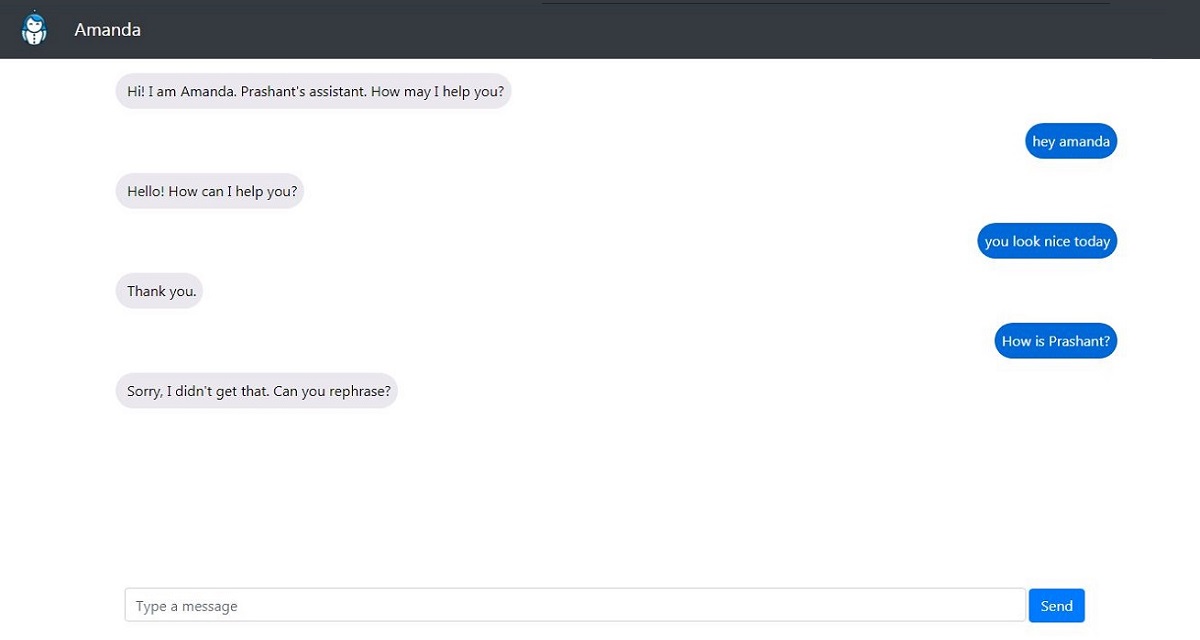 Amanda
Hi! I am Amanda. Prashant's assistant. How may I help you?
hey amanda
Hello! How can I help you?
you look nice today
Thank you.
How is Prashant?
Sorry, I didn't get that. Can you rephrase?
Type a message
Send